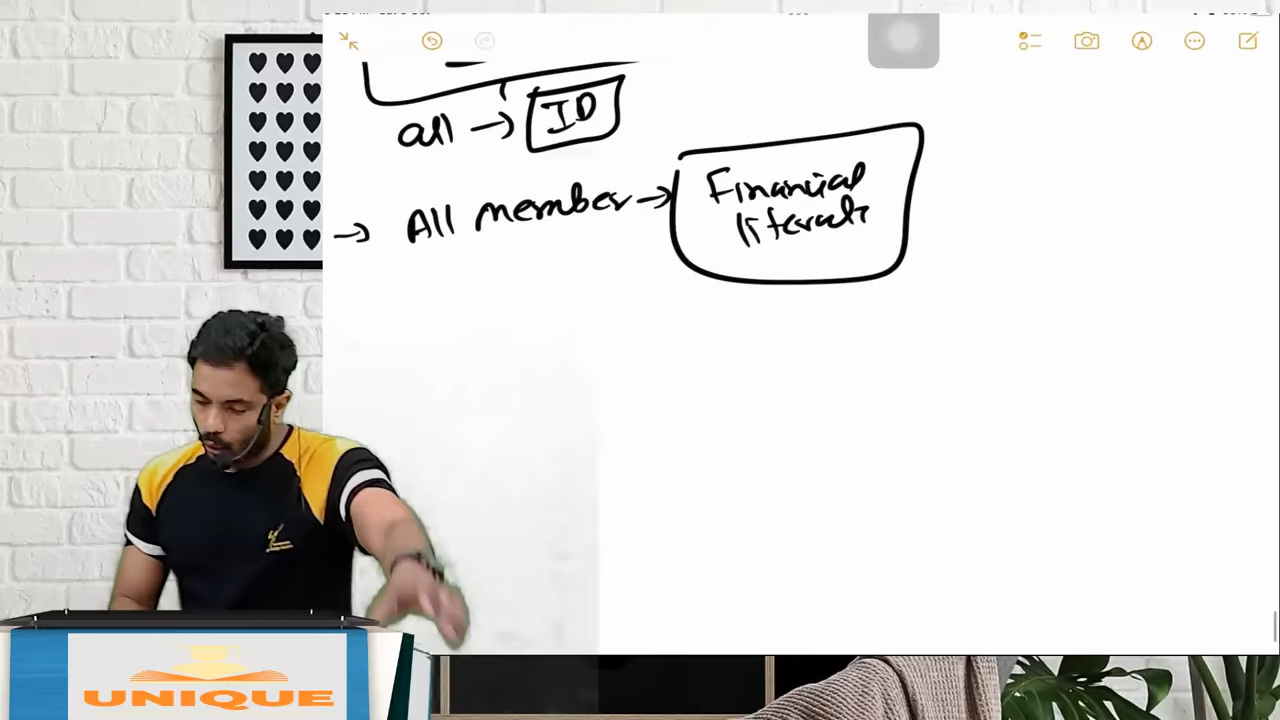 all → ID
→ All member → Financial
literate
UNIQUE